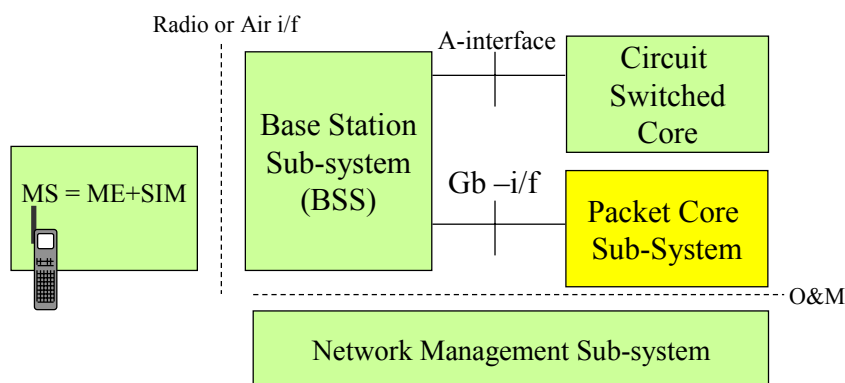 Radio or Air i/f
A-interface
Circuit
Switched
Core
Base Station
Sub-system
(BSS)
MS = ME+SIM
Gb –i/f
Packet Core
Sub-System
O&M
Network Management Sub-system